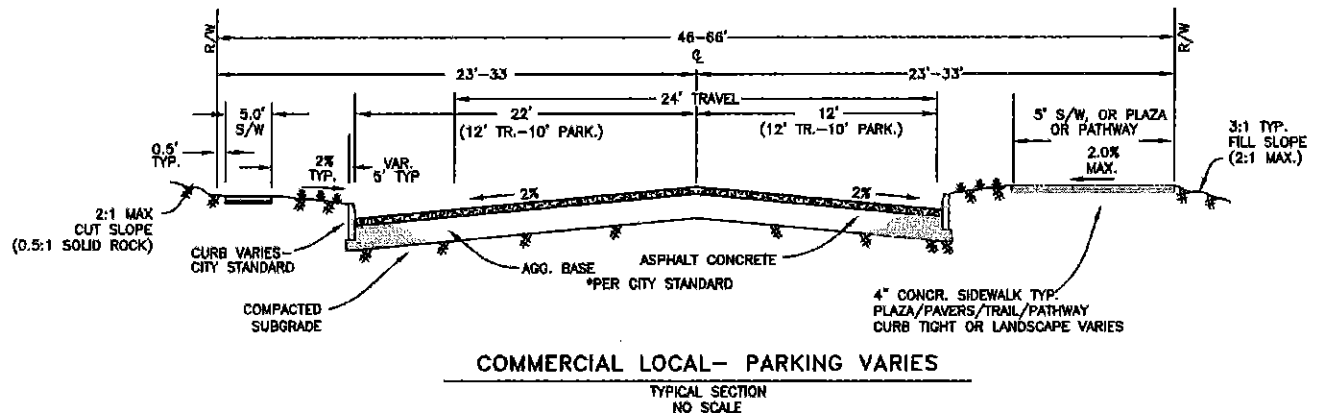 R/W
46-66'
R/W
℄
23'-33
23'-33'
24' TRAVEL
5.0'
S/W
22'
(12' TR.-10' PARK.)
12'
(12' TR.-10' PARK.)
5' S/W, OR PLAZA
OR PATHWAY
0.5'
TYP.
2%
TYP.
VAR.
5' TYP
2.0%
MAX.
3:1 TYP.
FILL SLOPE
(2:1 MAX.)
2%
2%
2:1 MAX
CUT SLOPE
(0.5:1 SOLID ROCK)
CURB VARIES-
CITY STANDARD
AGG. BASE
*PER CITY STANDARD
ASPHALT CONCRETE
COMPACTED
SUBGRADE
4" CONCR. SIDEWALK TYP.
PLAZA/PAVERS/TRAIL/PATHWAY
CURB TIGHT OR LANDSCAPE VARIES
COMMERCIAL LOCAL- PARKING VARIES
TYPICAL SECTION
NO SCALE